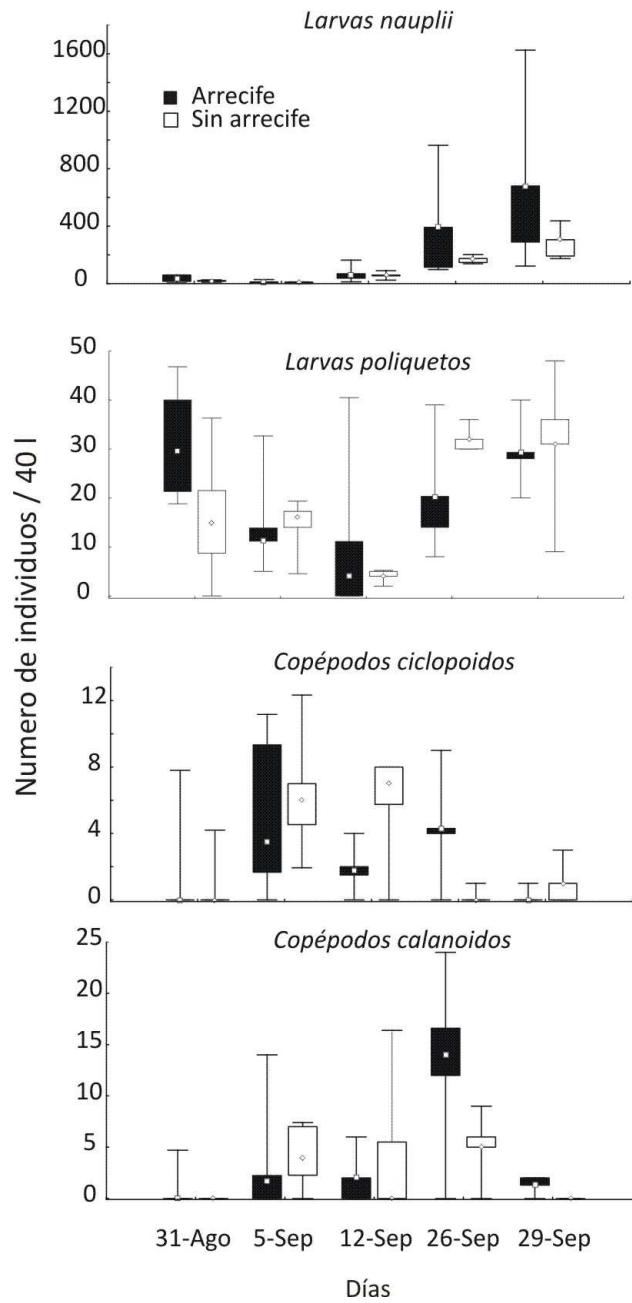 Larvas nauplii
1600
1200
800
400
0
Arrecife
Sin arrecife
Larvas poliquetos
50
40
30
20
10
0
Numero de individuos / 40 l
Copépodos ciclopoidos
12
8
4
0
Copépodos calanoidos
25
20
15
10
5
0
31-Ago 5-Sep 12-Sep 26-Sep 29-Sep
Días